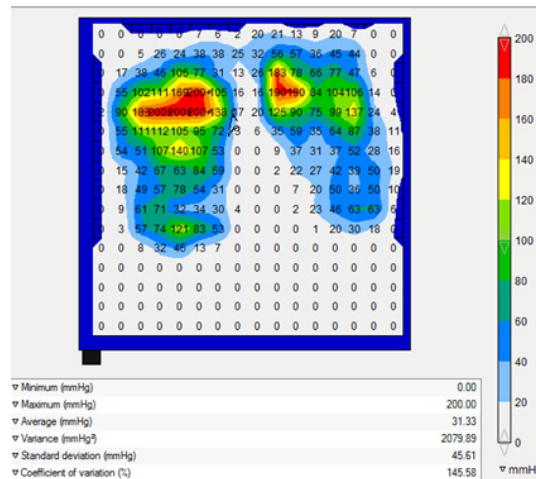 0 0 0 0 0 7 6 2 20 21 13 9 20 7 0 0
0 0 5 26 24 38 38 25 32 56 57 36 45 44 0 0
0 17 38 46 105 77 31 13 26 183 78 66 77 47 6 0
0 55 102 111 169 200 105 16 16 190 190 84 104 106 14 0
2 90 183 200 200 200 138 17 20 125 90 75 99 137 24 4
0 55 111 112 105 95 72 6 35 59 35 64 87 38 11
0 54 51 107 140 107 53 0 0 9 37 31 37 52 28 16
0 15 42 67 63 84 59 0 0 2 22 27 42 39 50 19
0 18 49 57 78 54 31 0 0 0 7 20 50 36 50 10
0 9 61 71 32 34 30 4 0 0 2 23 46 63 63 6
0 3 57 74 121 83 53 0 0 0 0 1 20 30 18 0
0 0 8 32 46 13 7 0 0 0 0 0 0 0 0 0
0 0 0 0 0 0 0 0 0 0 0 0 0 0 0 0
0 0 0 0 0 0 0 0 0 0 0 0 0 0 0 0
0 0 0 0 0 0 0 0 0 0 0 0 0 0 0 0
0 0 0 0 0 0 0 0 0 0 0 0 0 0 0 0
200
180
160
140
120
100
80
60
40
20
0
mmH
Minimum (mmHg) 0.00
Maximum (mmHg) 200.00
Average (mmHg) 31.33
Variance (mmHg²) 2079.89
Standard deviation (mmHg) 45.61
Coefficient of variation (%) 145.58